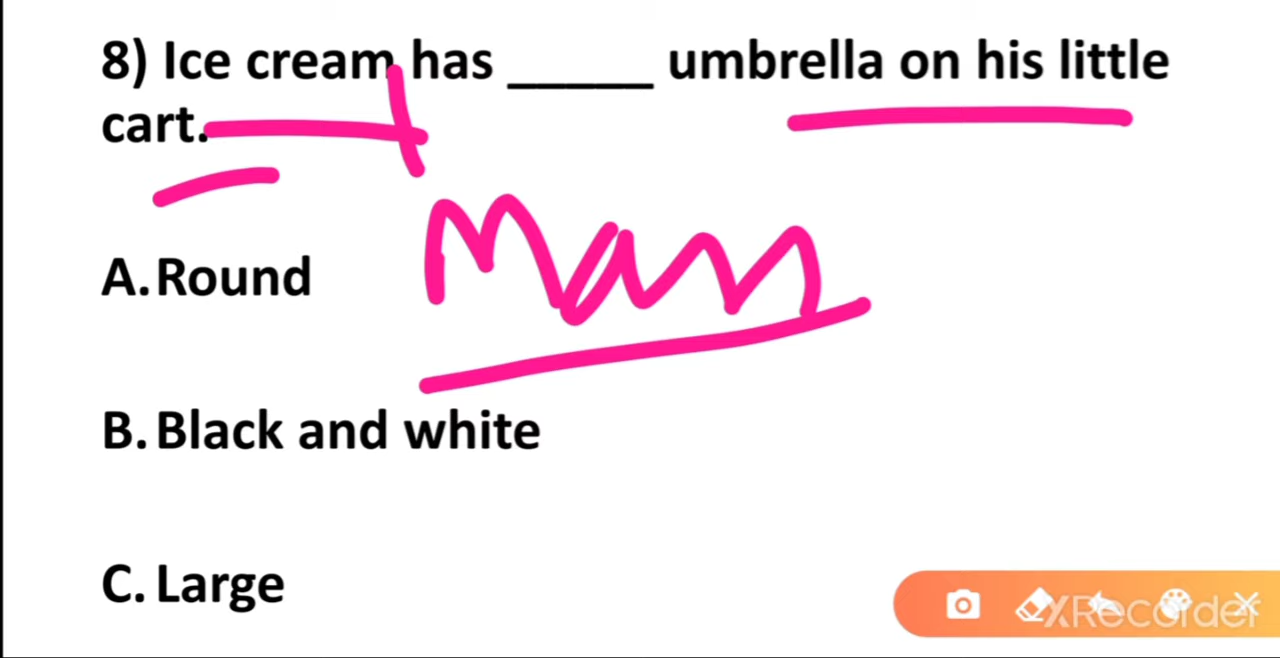 8) Ice cream has _____ umbrella on his little
cart.
Man
A. Round
B. Black and white
C. Large
XRecorder